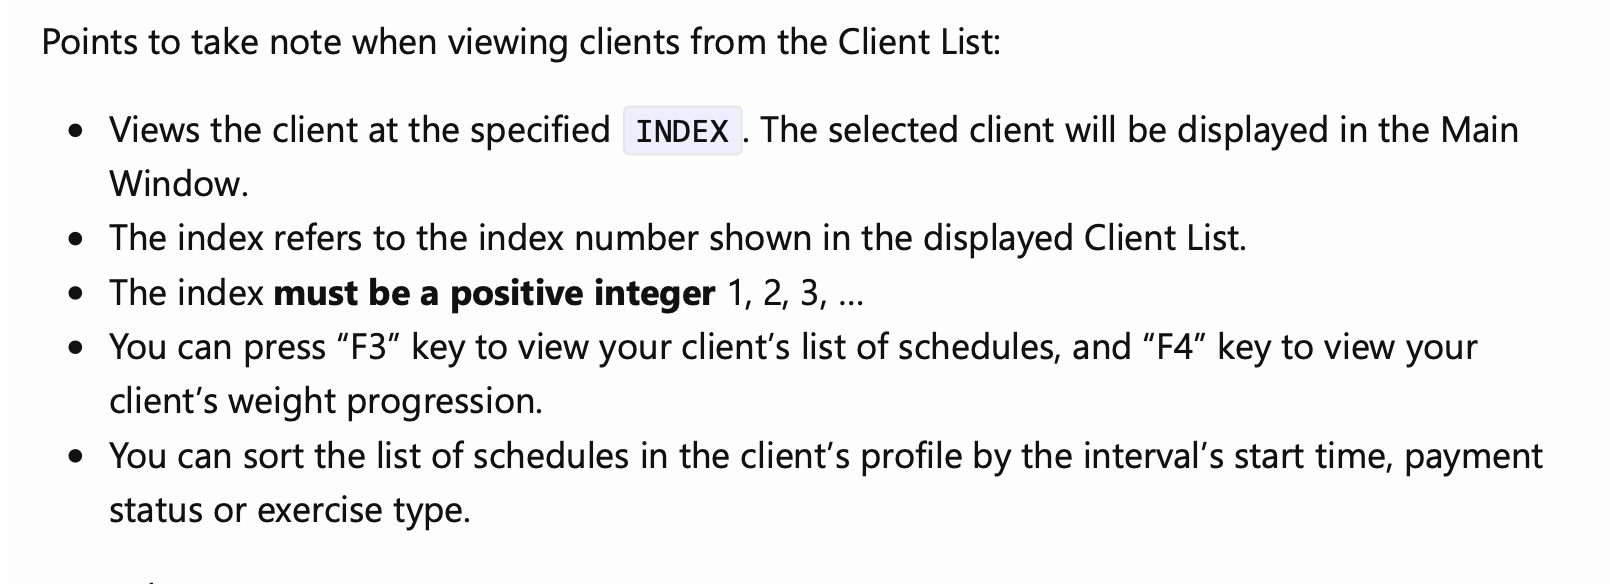 Points to take note when viewing clients from the Client List:
• Views the client at the specified INDEX. The selected client will be displayed in the Main
Window.
• The index refers to the index number shown in the displayed Client List.
• The index must be a positive integer 1, 2, 3, …
• You can press “F3” key to view your client’s list of schedules, and “F4” key to view your
client’s weight progression.
• You can sort the list of schedules in the client’s profile by the interval’s start time, payment
status or exercise type.